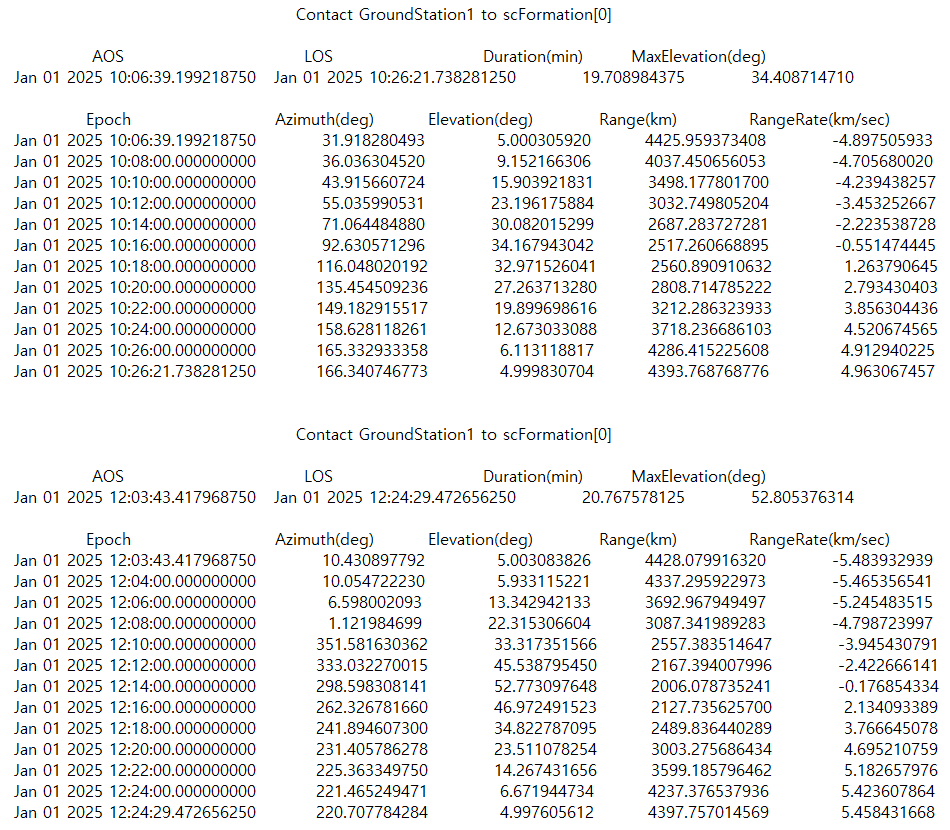 Contact GroundStation1 to scFormation[0]
AOS LOS Duration(min) MaxElevation(deg)
Jan 01 2025 10:06:39.199218750 Jan 01 2025 10:26:21.738281250 19.708984375 34.408714710
Epoch Azimuth(deg) Elevation(deg) Range(km) RangeRate(km/sec)
Jan 01 2025 10:06:39.199218750 31.918280493 5.000305920 4425.959373408 -4.897505933
Jan 01 2025 10:08:00.000000000 36.036304520 9.152166306 4037.450656053 -4.705680020
Jan 01 2025 10:10:00.000000000 43.915660724 15.903921831 3498.177801700 -4.239438257
Jan 01 2025 10:12:00.000000000 55.035990531 23.196175884 3032.749805204 -3.453252667
Jan 01 2025 10:14:00.000000000 71.064484880 30.082015299 2687.283727281 -2.223538728
Jan 01 2025 10:16:00.000000000 92.630571296 34.167943042 2517.260668895 -0.551474445
Jan 01 2025 10:18:00.000000000 116.048020192 32.971526041 2560.890910632 1.263790645
Jan 01 2025 10:20:00.000000000 135.454509236 27.263713280 2808.714785222 2.793430403
Jan 01 2025 10:22:00.000000000 149.182915517 19.899698616 3212.286323933 3.856304436
Jan 01 2025 10:24:00.000000000 158.628118261 12.673033088 3718.236686103 4.520674565
Jan 01 2025 10:26:00.000000000 165.332933358 6.113118817 4286.415225608 4.912940225
Jan 01 2025 10:26:21.738281250 166.340746773 4.999830704 4393.768768776 4.963067457
Contact GroundStation1 to scFormation[0]
AOS LOS Duration(min) MaxElevation(deg)
Jan 01 2025 12:03:43.417968750 Jan 01 2025 12:24:29.472656250 20.767578125 52.805376314
Epoch Azimuth(deg) Elevation(deg) Range(km) RangeRate(km/sec)
Jan 01 2025 12:03:43.417968750 10.430897792 5.003083826 4428.079916320 -5.483932939
Jan 01 2025 12:04:00.000000000 10.054722230 5.933115221 4337.295922973 -5.465356541
Jan 01 2025 12:06:00.000000000 6.598002093 13.342942133 3692.967949497 -5.245483515
Jan 01 2025 12:08:00.000000000 1.121984699 22.315306604 3087.341989283 -4.798723997
Jan 01 2025 12:10:00.000000000 351.581630362 33.317351566 2557.383514647 -3.945430791
Jan 01 2025 12:12:00.000000000 333.032270015 45.538795450 2167.394007996 -2.422666141
Jan 01 2025 12:14:00.000000000 298.598308141 52.773097648 2006.078735241 -0.176854334
Jan 01 2025 12:16:00.000000000 262.326781660 46.972491523 2127.735625700 2.134093389
Jan 01 2025 12:18:00.000000000 241.894607300 34.822787095 2489.836440289 3.766645078
Jan 01 2025 12:20:00.000000000 231.405786278 23.511078254 3003.275686434 4.695210759
Jan 01 2025 12:22:00.000000000 225.363349750 14.267431656 3599.185796462 5.182657976
Jan 01 2025 12:24:00.000000000 221.465249471 6.671944734 4237.376537936 5.423607864
Jan 01 2025 12:24:29.472656250 220.707784284 4.997605612 4397.757014569 5.458431668